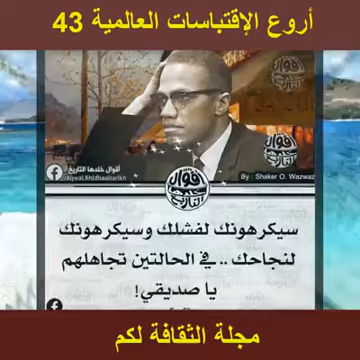 أروع الإقتباسات العالمية 43
أقوال خلدها التاريخ
/AqwalKhldhaaltarikh
By : Shaker O. Wazwaz
سيكرهونك لفشلك وسيكرهونك
لنجاحك .. في الحالتين تجاهلهم
يا صديقي!
مجلة الثقافة لكم